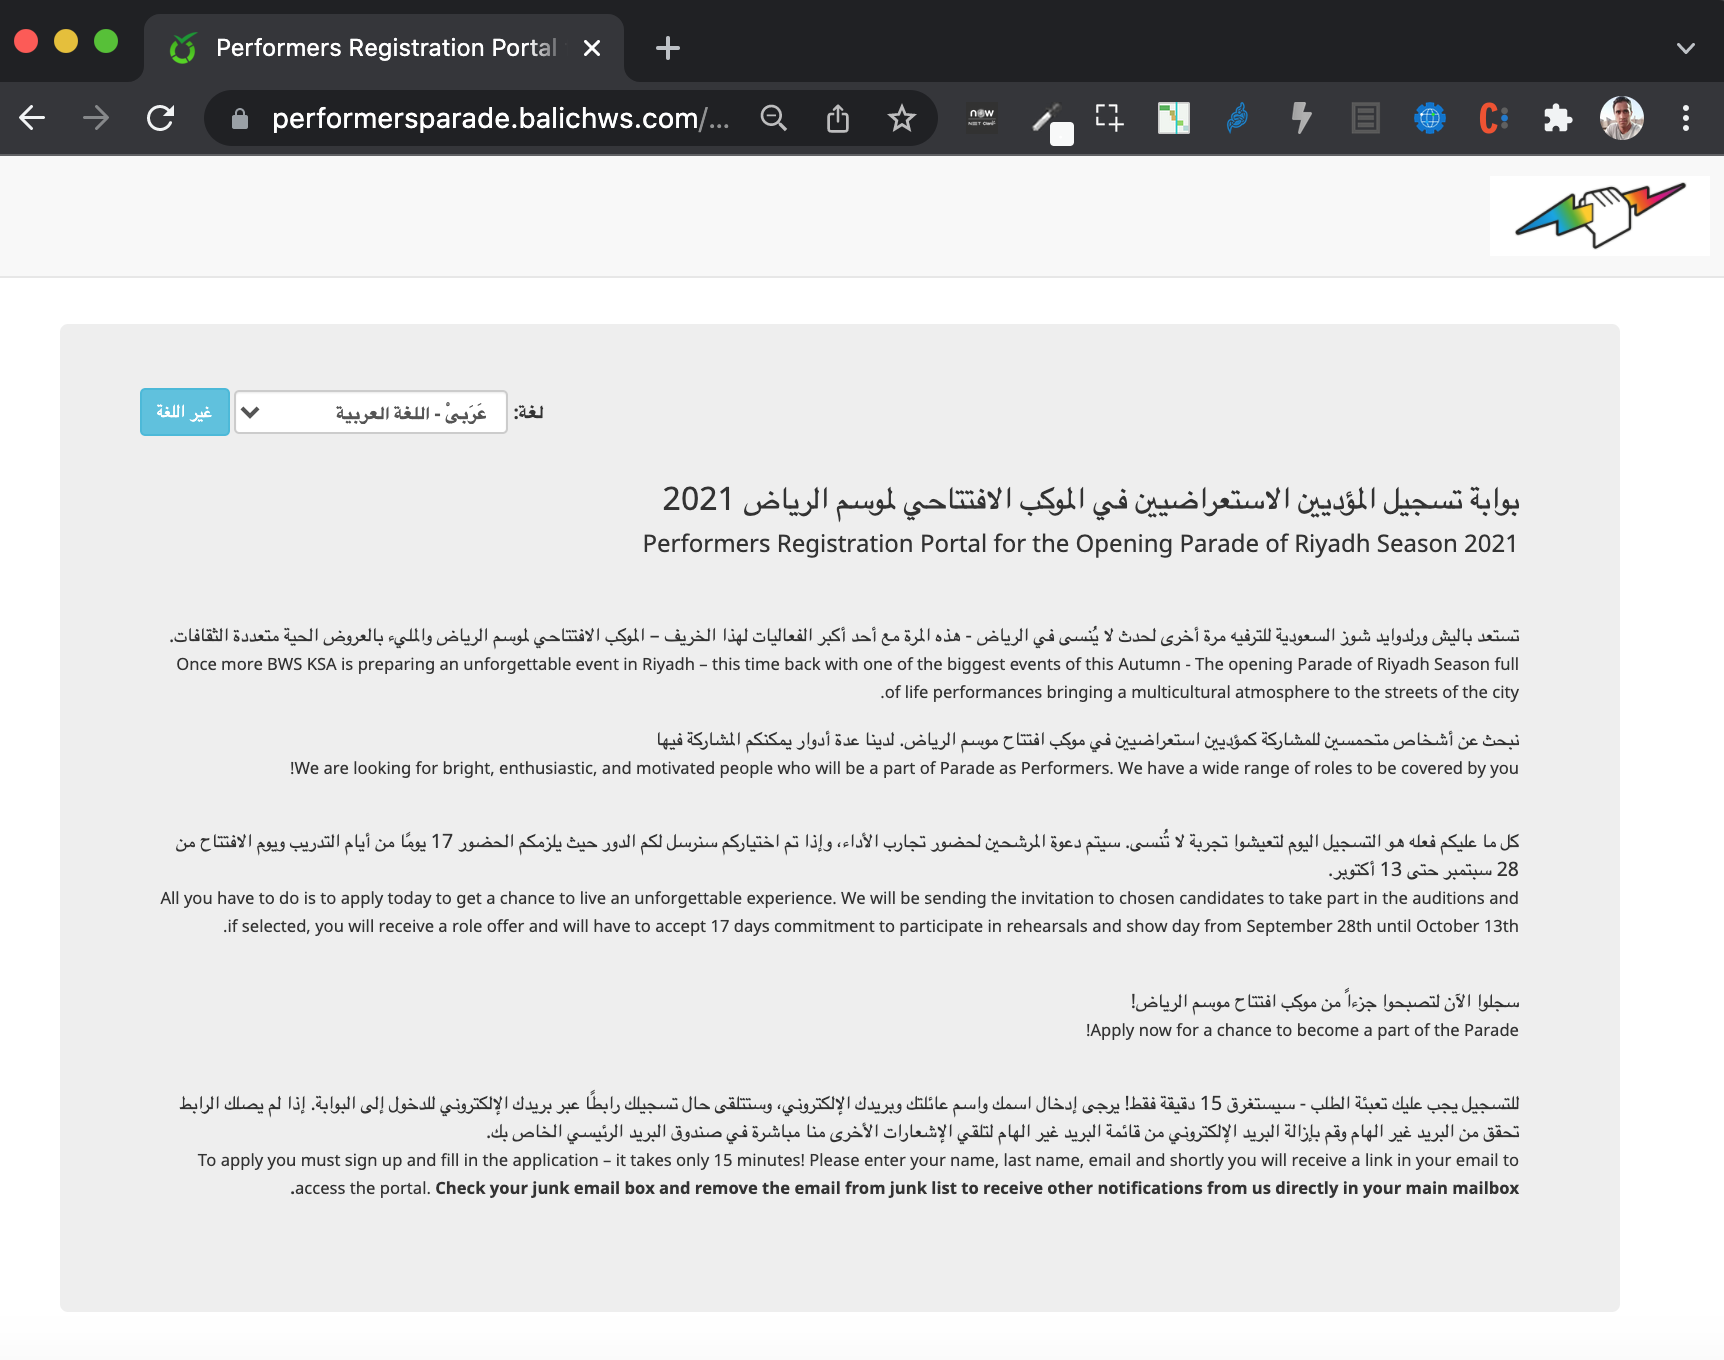 Performers Registration Portal
performersparade.balichws.com/...
now
لغة:
عَرَبىْ - اللغة العربية
غير اللغة
بوابة تسجيل المؤديين الاستعراضيين في الموكب الافتتاحي لموسم الرياض 2021
Performers Registration Portal for the Opening Parade of Riyadh Season 2021
تستعد باليش ورلدوايد شوز السعودية للترفيه مرة أخرى لحدث لا يُنسى في الرياض - هذه المرة مع أحد أكبر الفعاليات لهذا الخريف – الموكب الافتتاحي لموسم الرياض والمليء بالعروض الحية متعددة الثقافات.
Once more BWS KSA is preparing an unforgettable event in Riyadh – this time back with one of the biggest events of this Autumn - The opening Parade of Riyadh Season full
of life performances bringing a multicultural atmosphere to the streets of the city.
نبحث عن أشخاص متحمسين للمشاركة كمؤديين استعراضيين في موكب افتتاح موسم الرياض. لدينا عدة أدوار يمكنكم المشاركة فيها
We are looking for bright, enthusiastic, and motivated people who will be a part of Parade as Performers. We have a wide range of roles to be covered by you!
كل ما عليكم فعله هو التسجيل اليوم لتعيشوا تجربة لا تُنسى. سيتم دعوة المرشحين لحضور تجارب الأداء، وإذا تم اختياركم سنرسل لكم الدور حيث يلزمكم الحضور 17 يومًا من أيام التدريب ويوم الافتتاح من
28 سبتمبر حتى 13 أكتوبر.
All you have to do is to apply today to get a chance to live an unforgettable experience. We will be sending the invitation to chosen candidates to take part in the auditions and
if selected, you will receive a role offer and will have to accept 17 days commitment to participate in rehearsals and show day from September 28th until October 13th.
سجلوا الآن لتصبحوا جزءاً من موكب افتتاح موسم الرياض!
Apply now for a chance to become a part of the Parade!
للتسجيل يجب عليك تعبئة الطلب - سيستغرق 15 دقيقة فقط! يرجى إدخال اسمك واسم عائلتك وبريدك الإلكتروني، وستتلقى حال تسجيلك رابطًا عبر بريدك الإلكتروني للدخول إلى البوابة. إذا لم يصلك الرابط
تحقق من البريد غير الهام وقم بإزالة البريد الإلكتروني من قائمة البريد غير الهام لتلقي الإشعارات الأخرى منا مباشرة في صندوق البريد الرئيسي الخاص بك.
To apply you must sign up and fill in the application – it takes only 15 minutes! Please enter your name, last name, email and shortly you will receive a link in your email to
access the portal. Check your junk email box and remove the email from junk list to receive other notifications from us directly in your main mailbox.